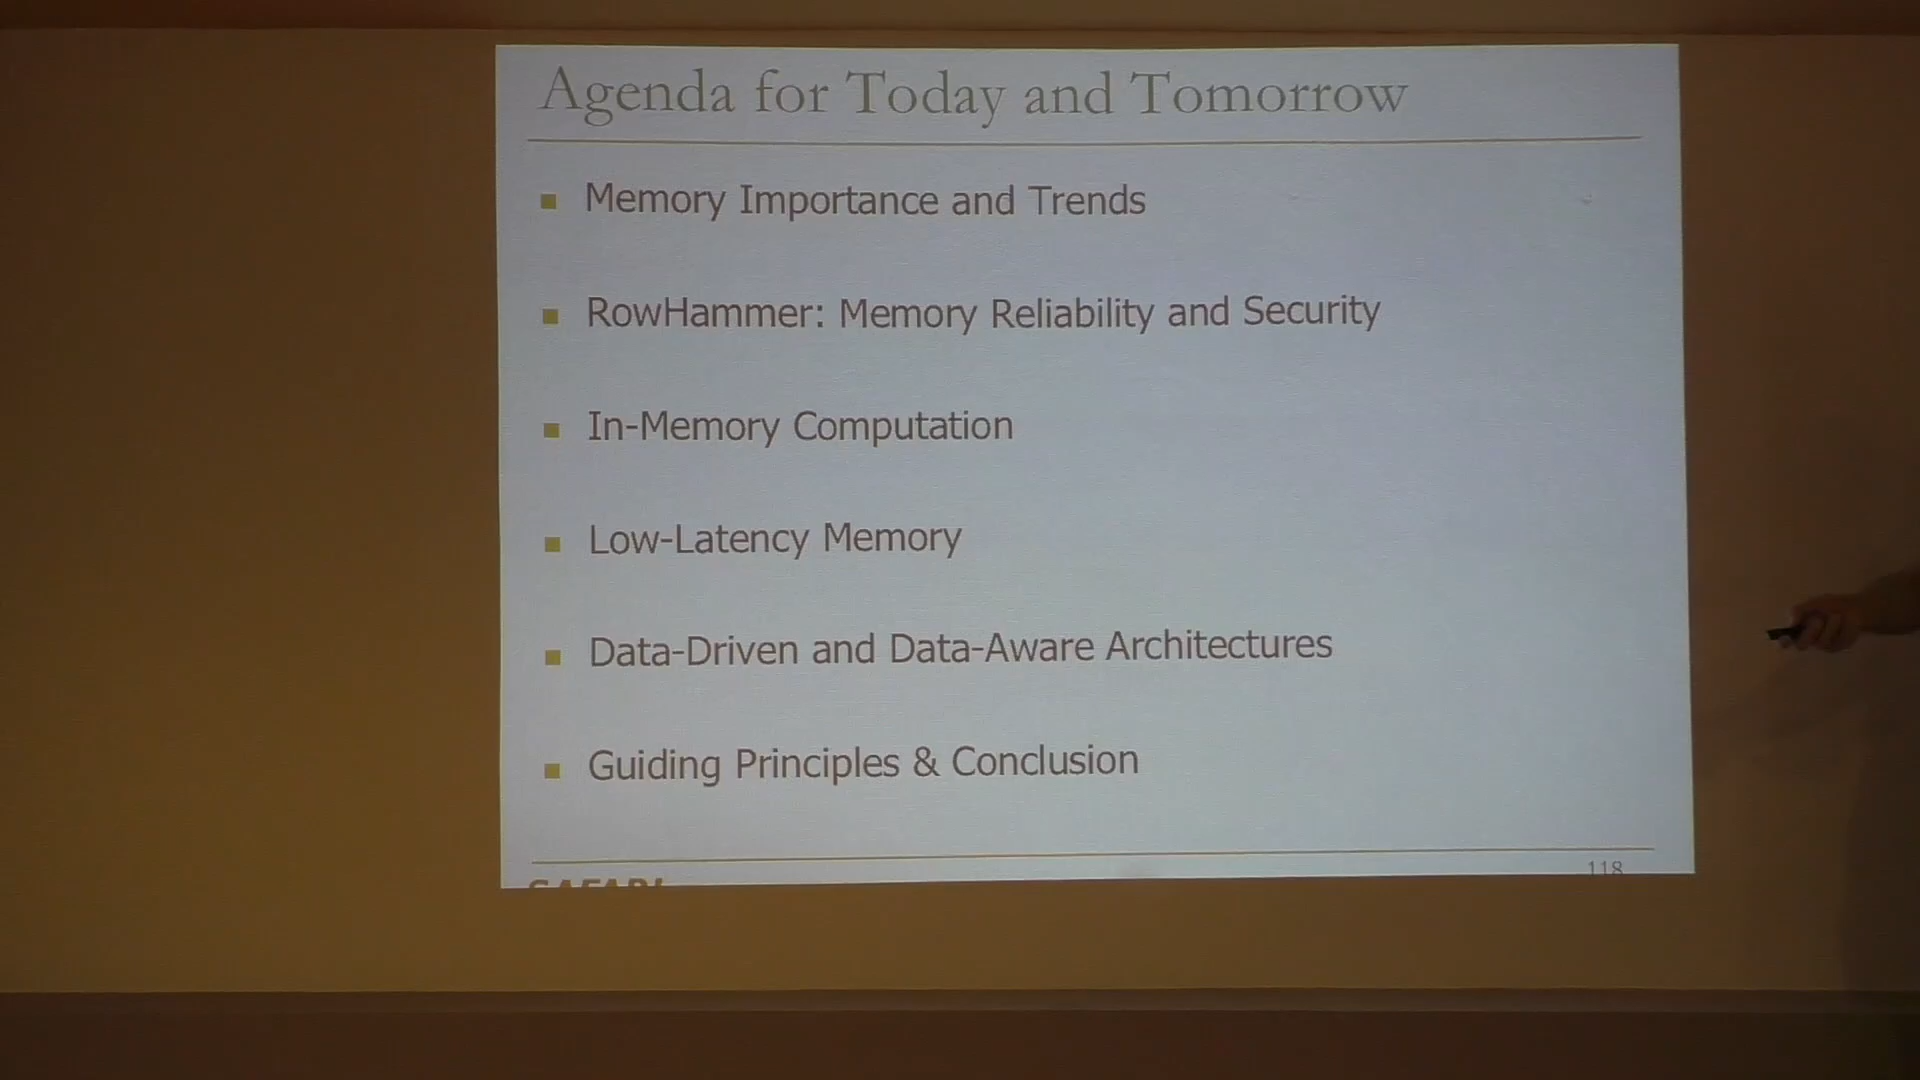 Agenda for Today and Tomorrow
Memory Importance and Trends
RowHammer: Memory Reliability and Security
In-Memory Computation
Low-Latency Memory
Data-Driven and Data-Aware Architectures
Guiding Principles & Conclusion
SAFARI
118